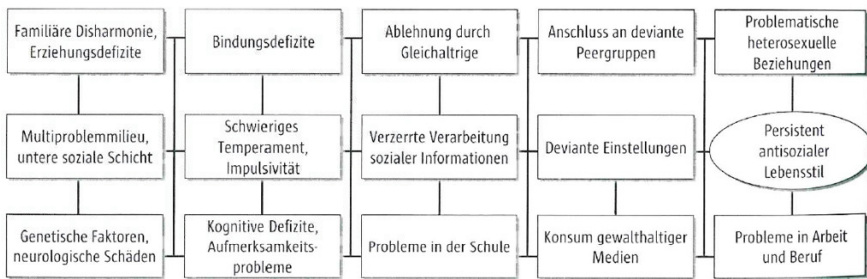 Familiäre Disharmonie,
Erziehungsdefizite
Bindungsdefizite
Ablehnung durch
Gleichaltrige
Anschluss an deviante
Peergruppen
Problematische
heterosexuelle
Beziehungen
Multiproblemmilieu,
untere soziale Schicht
Schwieriges
Temperament,
Impulsivität
Verzerrte Verarbeitung
sozialer Informationen
Deviante Einstellungen
Persistent
antisozialer
Lebensstil
Genetische Faktoren,
neurologische Schäden
Kognitive Defizite,
Aufmerksamkeits-
probleme
Probleme in der Schule
Konsum gewalthaltiger
Medien
Probleme in Arbeit
und Beruf